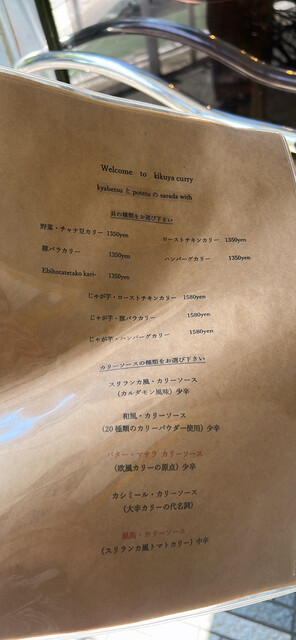 Welcome to kikuya curry
kyabetsu と poteto の sarada with
具の種類をお選び下さい
野菜・チャナ豆カリー 1350yen
ローストチキンカリー 1350yen
豚バラカリー 1350yen
ハンバーグカリー 1350yen
Ebihotatetako kari- 1350yen
じゃが芋・ローストチキンカリー 1580yen
じゃが芋・豚バラカリー 1580yen
じゃが芋・ハンバーグカリー 1580yen
カリーソースの種類をお選び下さい
スリランカ風・カリーソース
(カルダモン風味) 少辛
和風・カリーソース
(20種類のカリーパウダー使用) 少辛
バター・マサラ カリーソース
(欧風カリーの原点) 少辛
カシミール・カリーソース
(大辛カリーの代名詞)
・カリーソース
(スリランカ風トマトカリー) 中辛